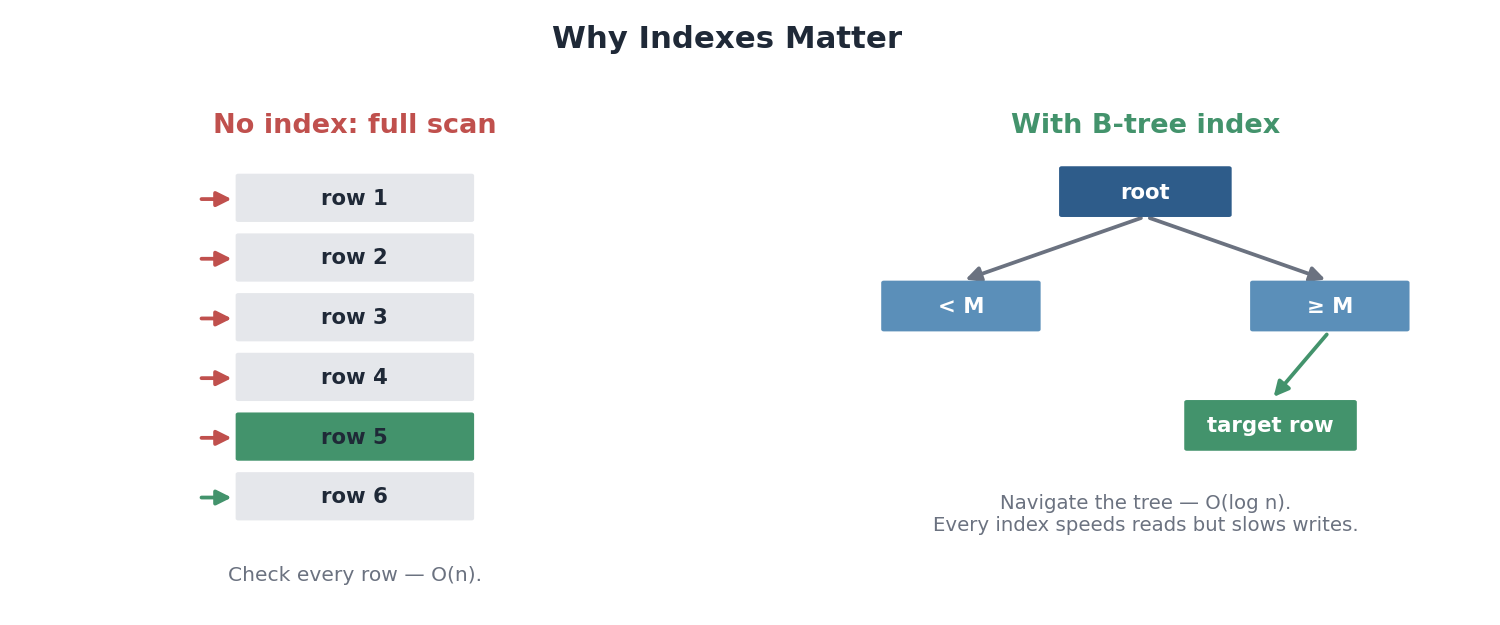 Why Indexes Matter
No index: full scan
row 1
row 2
row 3
row 4
row 5
row 6
Check every row — O(n).
With B-tree index
root
< M
≥ M
target row
Navigate the tree — O(log n).
Every index speeds reads but slows writes.